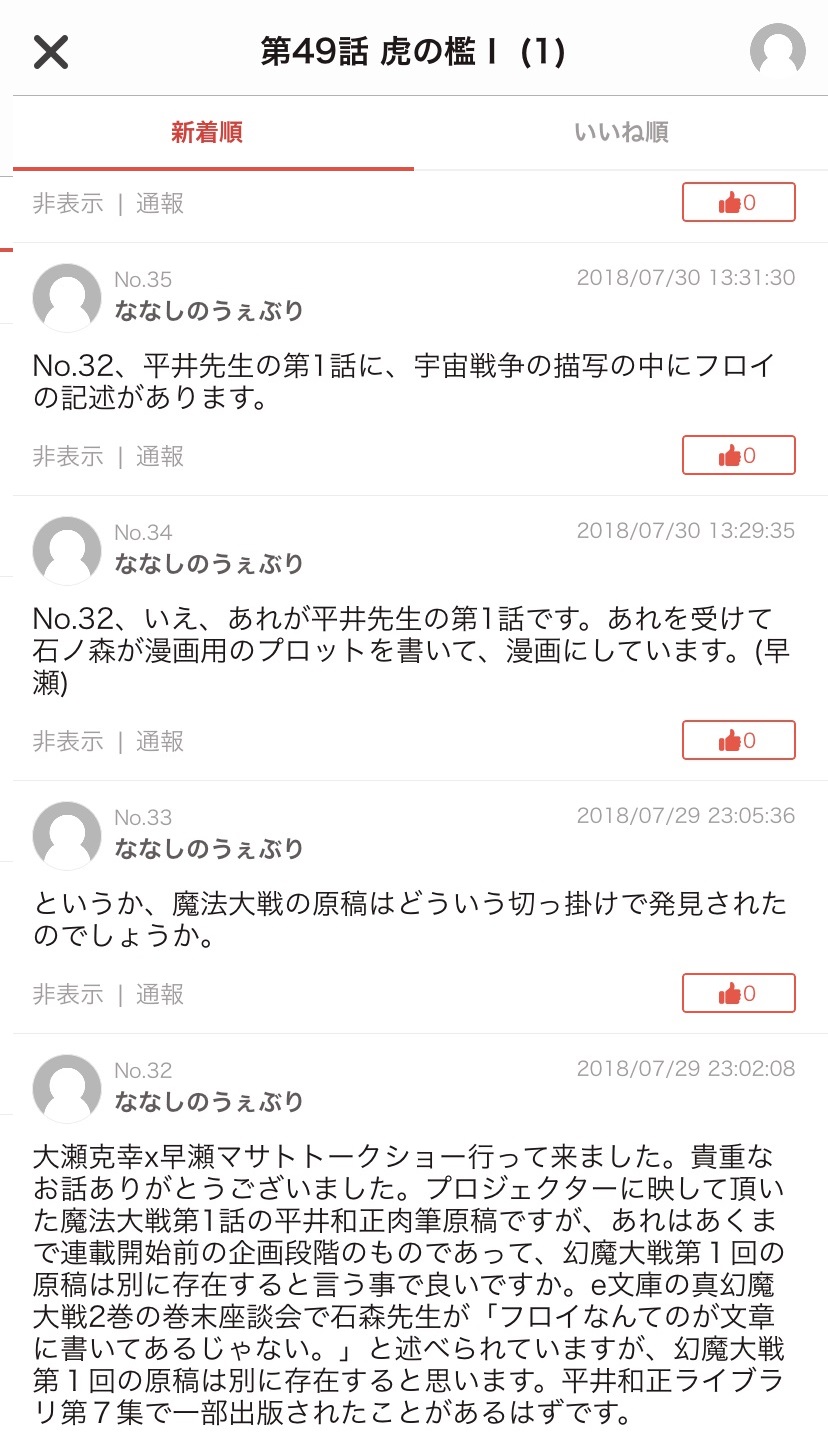 第49話 虎の檻Ⅰ (1)
新着順
いいね順
非表示 | 通報
0
No.35
2018/07/30 13:31:30
ななしのうぇぶり
No.32、平井先生の第1話に、宇宙戦争の描写の中にフロイ
の記述があります。
非表示 | 通報
0
No.34
2018/07/30 13:29:35
ななしのうぇぶり
No.32、いえ、あれが平井先生の第1話です。あれを受けて
石ノ森が漫画用のプロットを書いて、漫画にしています。(早
瀬)
非表示 | 通報
0
No.33
2018/07/29 23:05:36
ななしのうぇぶり
というか、魔法大戦の原稿はどういう切っ掛けで発見された
のでしょうか。
非表示 | 通報
0
No.32
2018/07/29 23:02:08
ななしのうぇぶり
大瀬克幸x早瀬マサトトークショー行って来ました。貴重な
お話ありがとうございました。プロジェクターに映して頂い
た魔法大戦第1話の平井和正肉筆原稿ですが、あれはあくま
で連載開始前の企画段階のものであって、幻魔大戦第１回の
原稿は別に存在すると言う事で良いですか。e文庫の真幻魔
大戦2巻の巻末座談会で石森先生が「フロイなんてのが文章
に書いてあるじゃない。」と述べられていますが、幻魔大戦
第１回の原稿は別に存在すると思います。平井和正ライブラ
リ第７集で一部出版されたことがあるはずです。